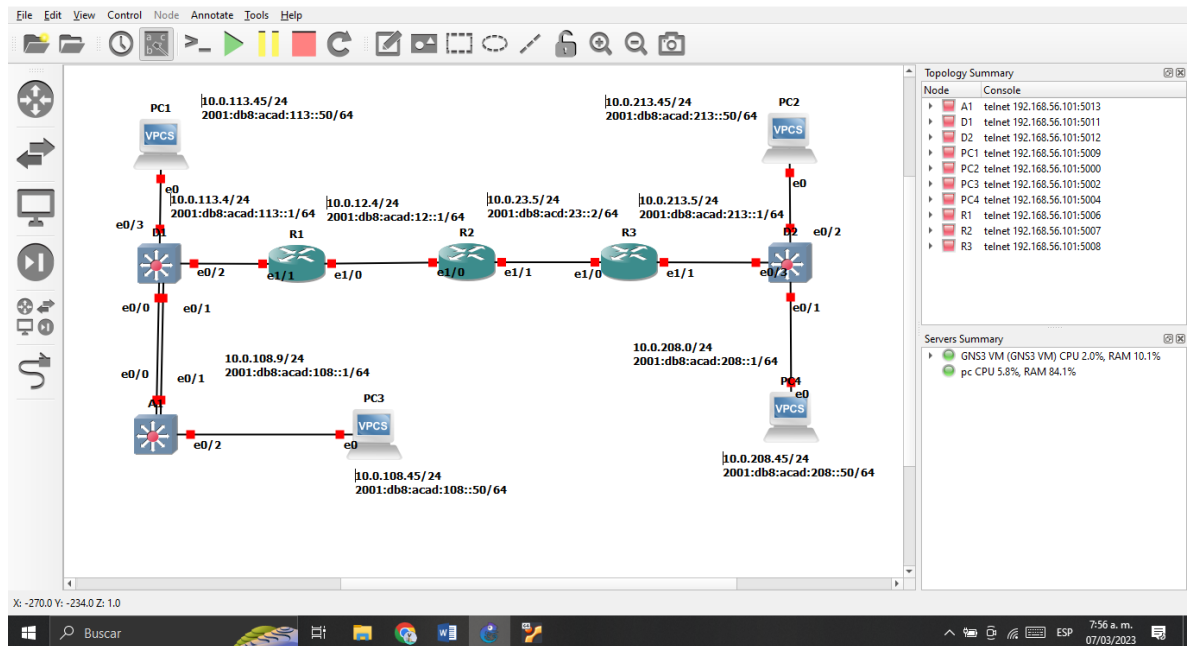 File Edit View Control Node Annotate Tools Help
Topology Summary
Node Console
A1 telnet 192.168.56.101:5013
D1 telnet 192.168.56.101:5011
D2 telnet 192.168.56.101:5012
PC1 telnet 192.168.56.101:5009
PC2 telnet 192.168.56.101:5000
PC3 telnet 192.168.56.101:5002
PC4 telnet 192.168.56.101:5004
R1 telnet 192.168.56.101:5006
R2 telnet 192.168.56.101:5007
R3 telnet 192.168.56.101:5008
Servers Summary
GNS3 VM (GNS3 VM) CPU 2.0%, RAM 10.1%
pc CPU 5.8%, RAM 84.1%
PC1
10.0.113.45/24
2001:db8:acad:113::50/64
VPCS
e0
10.0.213.45/24
2001:db8:acad:213::50/64
PC2
VPCS
e0
10.0.113.4/24
2001:db8:acad:113::1/64
10.0.12.4/24
2001:db8:acad:12::1/64
10.0.23.5/24
2001:db8:acad:23::2/64
10.0.213.5/24
2001:db8:acad:213::1/64
e0/3
D1
R1
R2
R3
D2
e0/2
e0/2
e1/1
e1/0
e1/0
e1/1
e1/0
e1/1
e0/3
e0/0
e0/1
e0/1
10.0.108.9/24
2001:db8:acad:108::1/64
10.0.208.0/24
2001:db8:acad:208::1/64
e0/0
e0/1
A1
e0/2
PC3
VPCS
e0
10.0.108.45/24
2001:db8:acad:108::50/64
PC4
e0
VPCS
10.0.208.45/24
2001:db8:acad:208::50/64
X: -270.0 Y: -234.0 Z: 1.0
Buscar
ESP
7:56 a. m.
07/03/2023